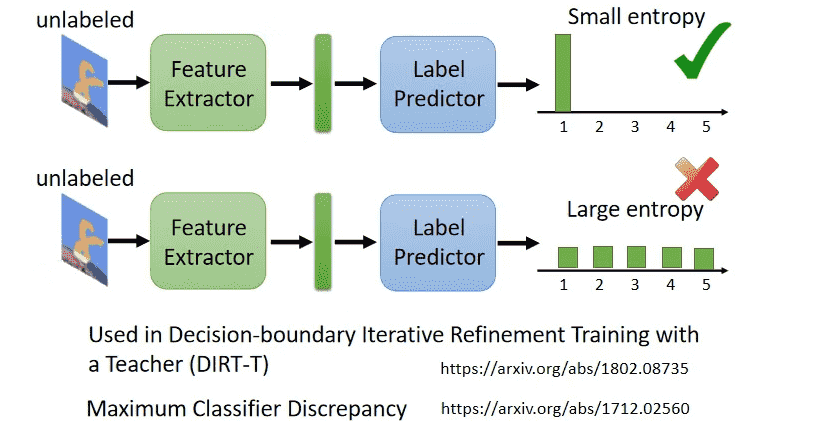 unlabeled
Feature
Extractor
Label
Predictor
Small entropy
1 2 3 4 5
unlabeled
Feature
Extractor
Label
Predictor
Large entropy
1 2 3 4 5
Used in Decision-boundary Iterative Refinement Training with
a Teacher (DIRT-T)
https://arxiv.org/abs/1802.08735
Maximum Classifier Discrepancy
https://arxiv.org/abs/1712.02560